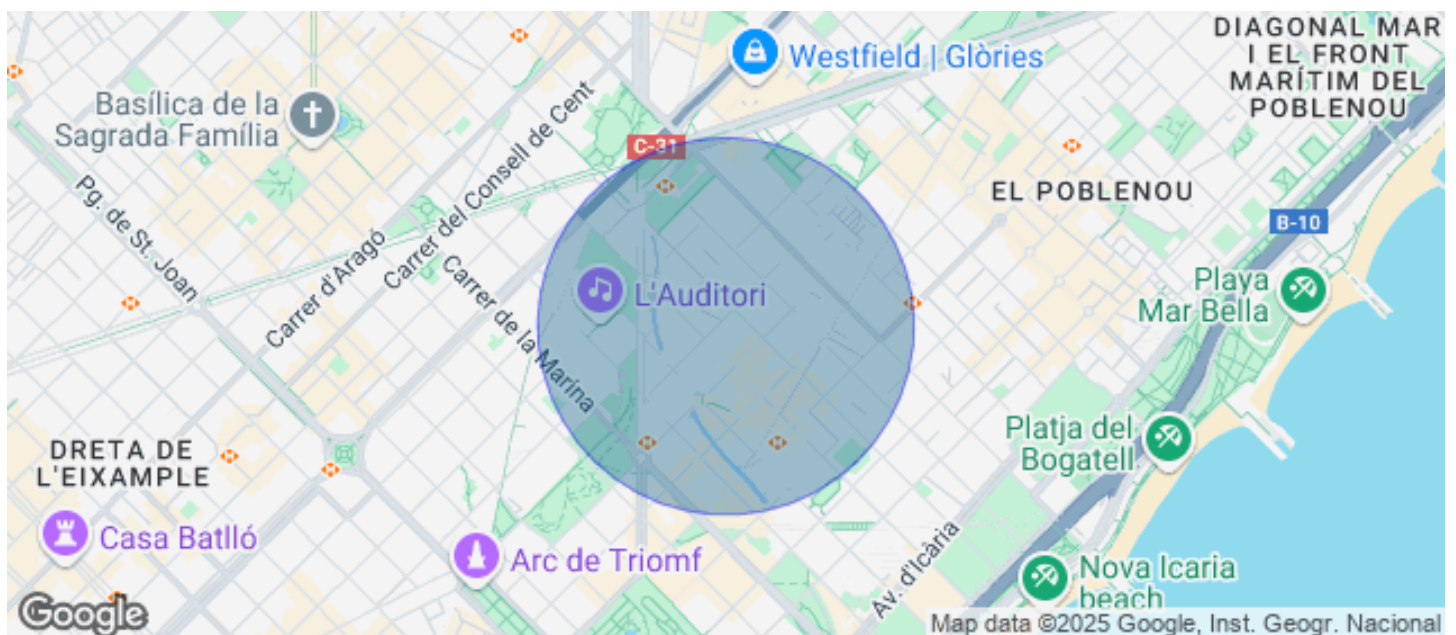 DIAGONAL MAR
I EL FRONT
MARÍTIM DEL
POBLENOU
Westfield | Glòries
Basílica de la
Sagrada Família
Carrer del Consell de Cent
C-31
Pg. de St. Joan
Carrer d'Aragó
EL POBLENOU
B-10
Carrer de la Marina
L'Auditori
Playa
Mar Bella
DRETA DE
L'EIXAMPLE
Platja del
Bogatell
Casa Batlló
Arc de Triomf
Av. d'Icària
Nova Icaria
beach
Google
Map data ©2025 Google, Inst. Geogr. Nacional